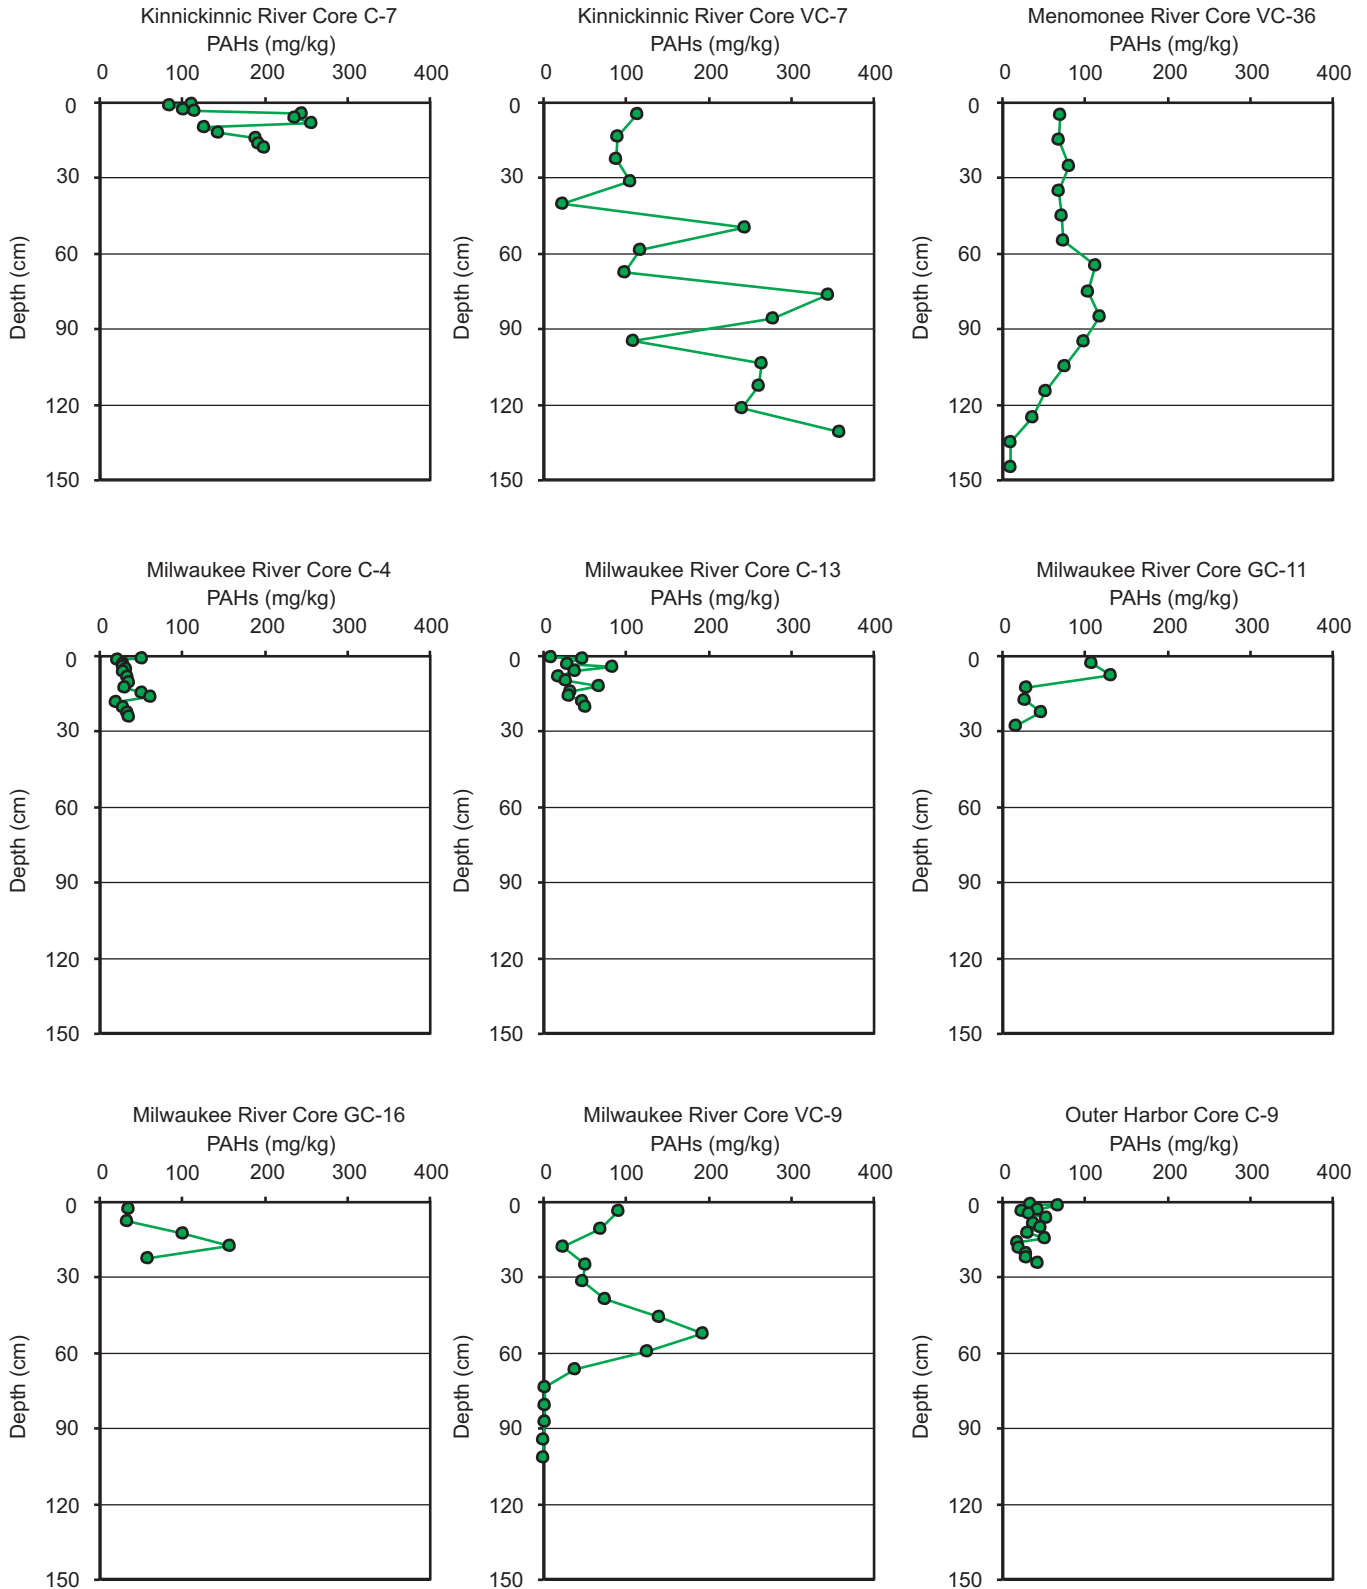 Kinnickinnic River Core C-7
PAHs (mg/kg)
0 100 200 300 400
0
30
60
90
120
150
Depth (cm)
Kinnickinnic River Core VC-7
PAHs (mg/kg)
0 100 200 300 400
0
30
60
90
120
150
Depth (cm)
Menomonee River Core VC-36
PAHs (mg/kg)
0 100 200 300 400
0
30
60
90
120
150
Depth (cm)
Milwaukee River Core C-4
PAHs (mg/kg)
0 100 200 300 400
0
30
60
90
120
150
Depth (cm)
Milwaukee River Core C-13
PAHs (mg/kg)
0 100 200 300 400
0
30
60
90
120
150
Depth (cm)
Milwaukee River Core GC-11
PAHs (mg/kg)
0 100 200 300 400
0
30
60
90
120
150
Depth (cm)
Milwaukee River Core GC-16
PAHs (mg/kg)
0 100 200 300 400
0
30
60
90
120
150
Depth (cm)
Milwaukee River Core VC-9
PAHs (mg/kg)
0 100 200 300 400
0
30
60
90
120
150
Depth (cm)
Outer Harbor Core C-9
PAHs (mg/kg)
0 100 200 300 400
0
30
60
90
120
150
Depth (cm)